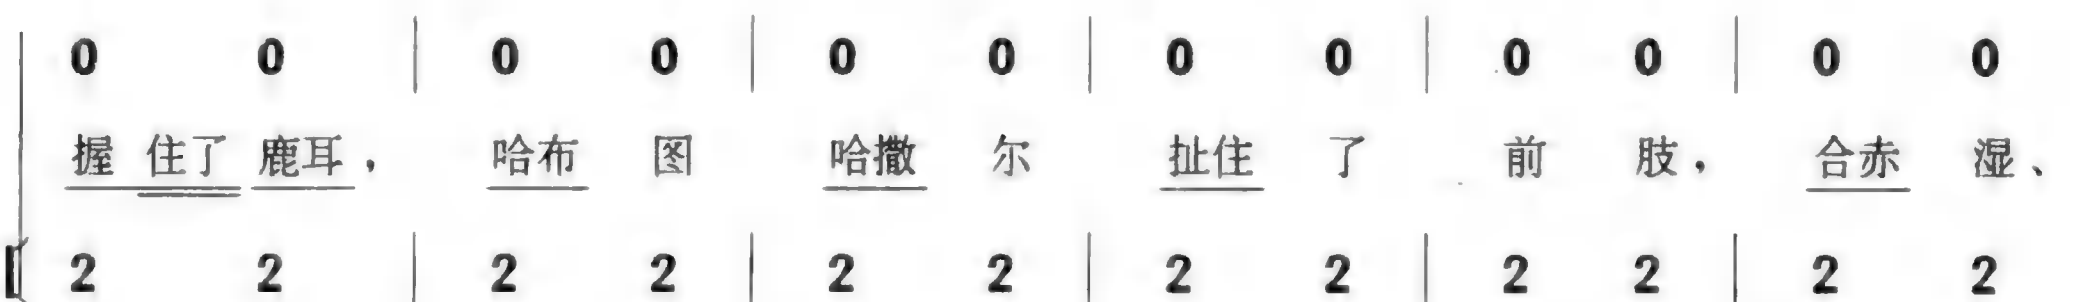 0 0 | 0 0 | 0 0 | 0 0 | 0 0 | 0 0
握住了鹿耳，哈布图哈撒尔扯住了前肢，合赤湿、
2 2 | 2 2 | 2 2 | 2 2 | 2 2 | 2 2